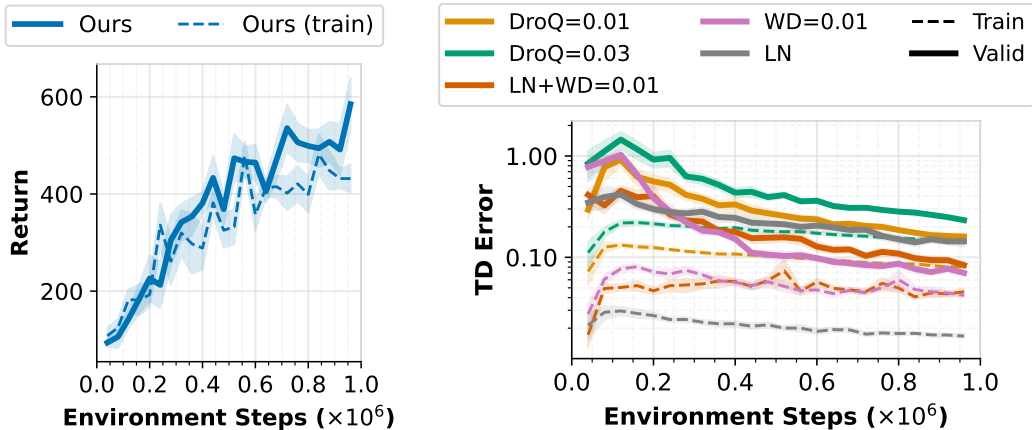 Ours
Ours (train)
Return
600
400
200
0.0
0.2
0.4
0.6
0.8
1.0
Environment Steps (×10⁶)
DroQ=0.01
DroQ=0.03
LN+WD=0.01
WD=0.01
LN
Train
Valid
TD Error
1.00
0.10
0.0
0.2
0.4
0.6
0.8
1.0
Environment Steps (×10⁶)